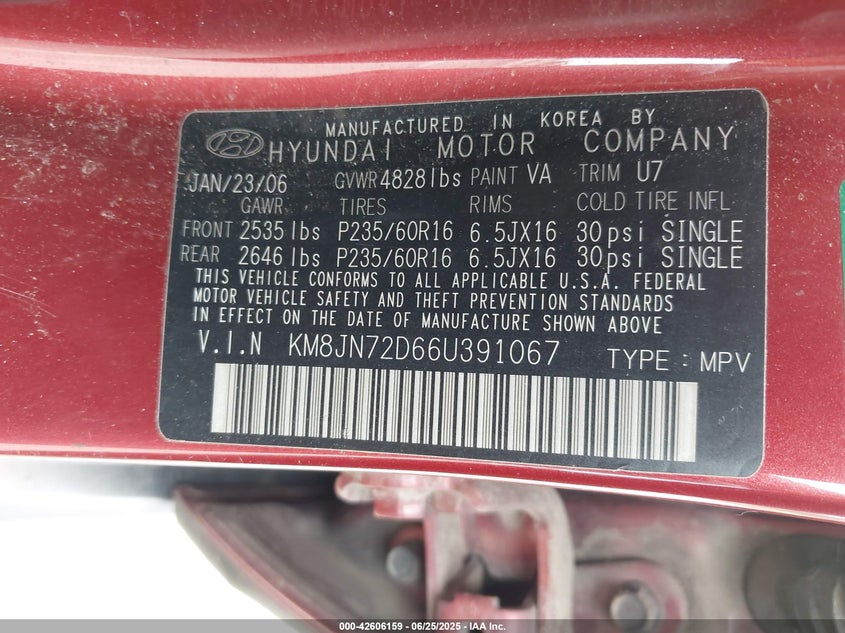 MANUFACTURED IN KOREA BY
HYUNDAI MOTOR COMPANY
JAN/23/06 GVWR 4828 lbs PAINT VA TRIM U7
GAWR TIRES RIMS COLD TIRE INFL
FRONT 2535 lbs P235/60R16 6.5JX16 30psi SINGLE
REAR 2646 lbs P235/60R16 6.5JX16 30psi SINGLE
THIS VEHICLE CONFORMS TO ALL APPLICABLE U.S.A. FEDERAL
MOTOR VEHICLE SAFETY AND THEFT PREVENTION STANDARDS
IN EFFECT ON THE DATE OF MANUFACTURE SHOWN ABOVE
V.I.N KM8JN72D66U391067 TYPE : MPV
000-42606159 - 06/25/2025 - IAA Inc.